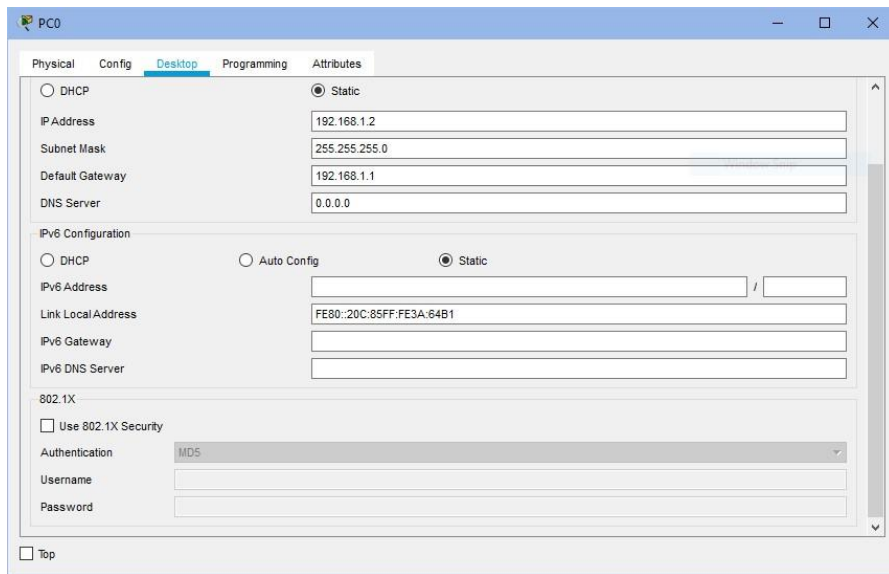 PC0
Physical Config Desktop Programming Attributes
DHCP Static
IP Address 192.168.1.2
Subnet Mask 255.255.255.0
Default Gateway 192.168.1.1
DNS Server 0.0.0.0
IPv6 Configuration
DHCP Auto Config Static
IPv6 Address /
Link Local Address FE80::20C:85FF:FE3A:64B1
IPv6 Gateway
IPv6 DNS Server
802.1X
Use 802.1X Security
Authentication MD5
Username
Password
Top